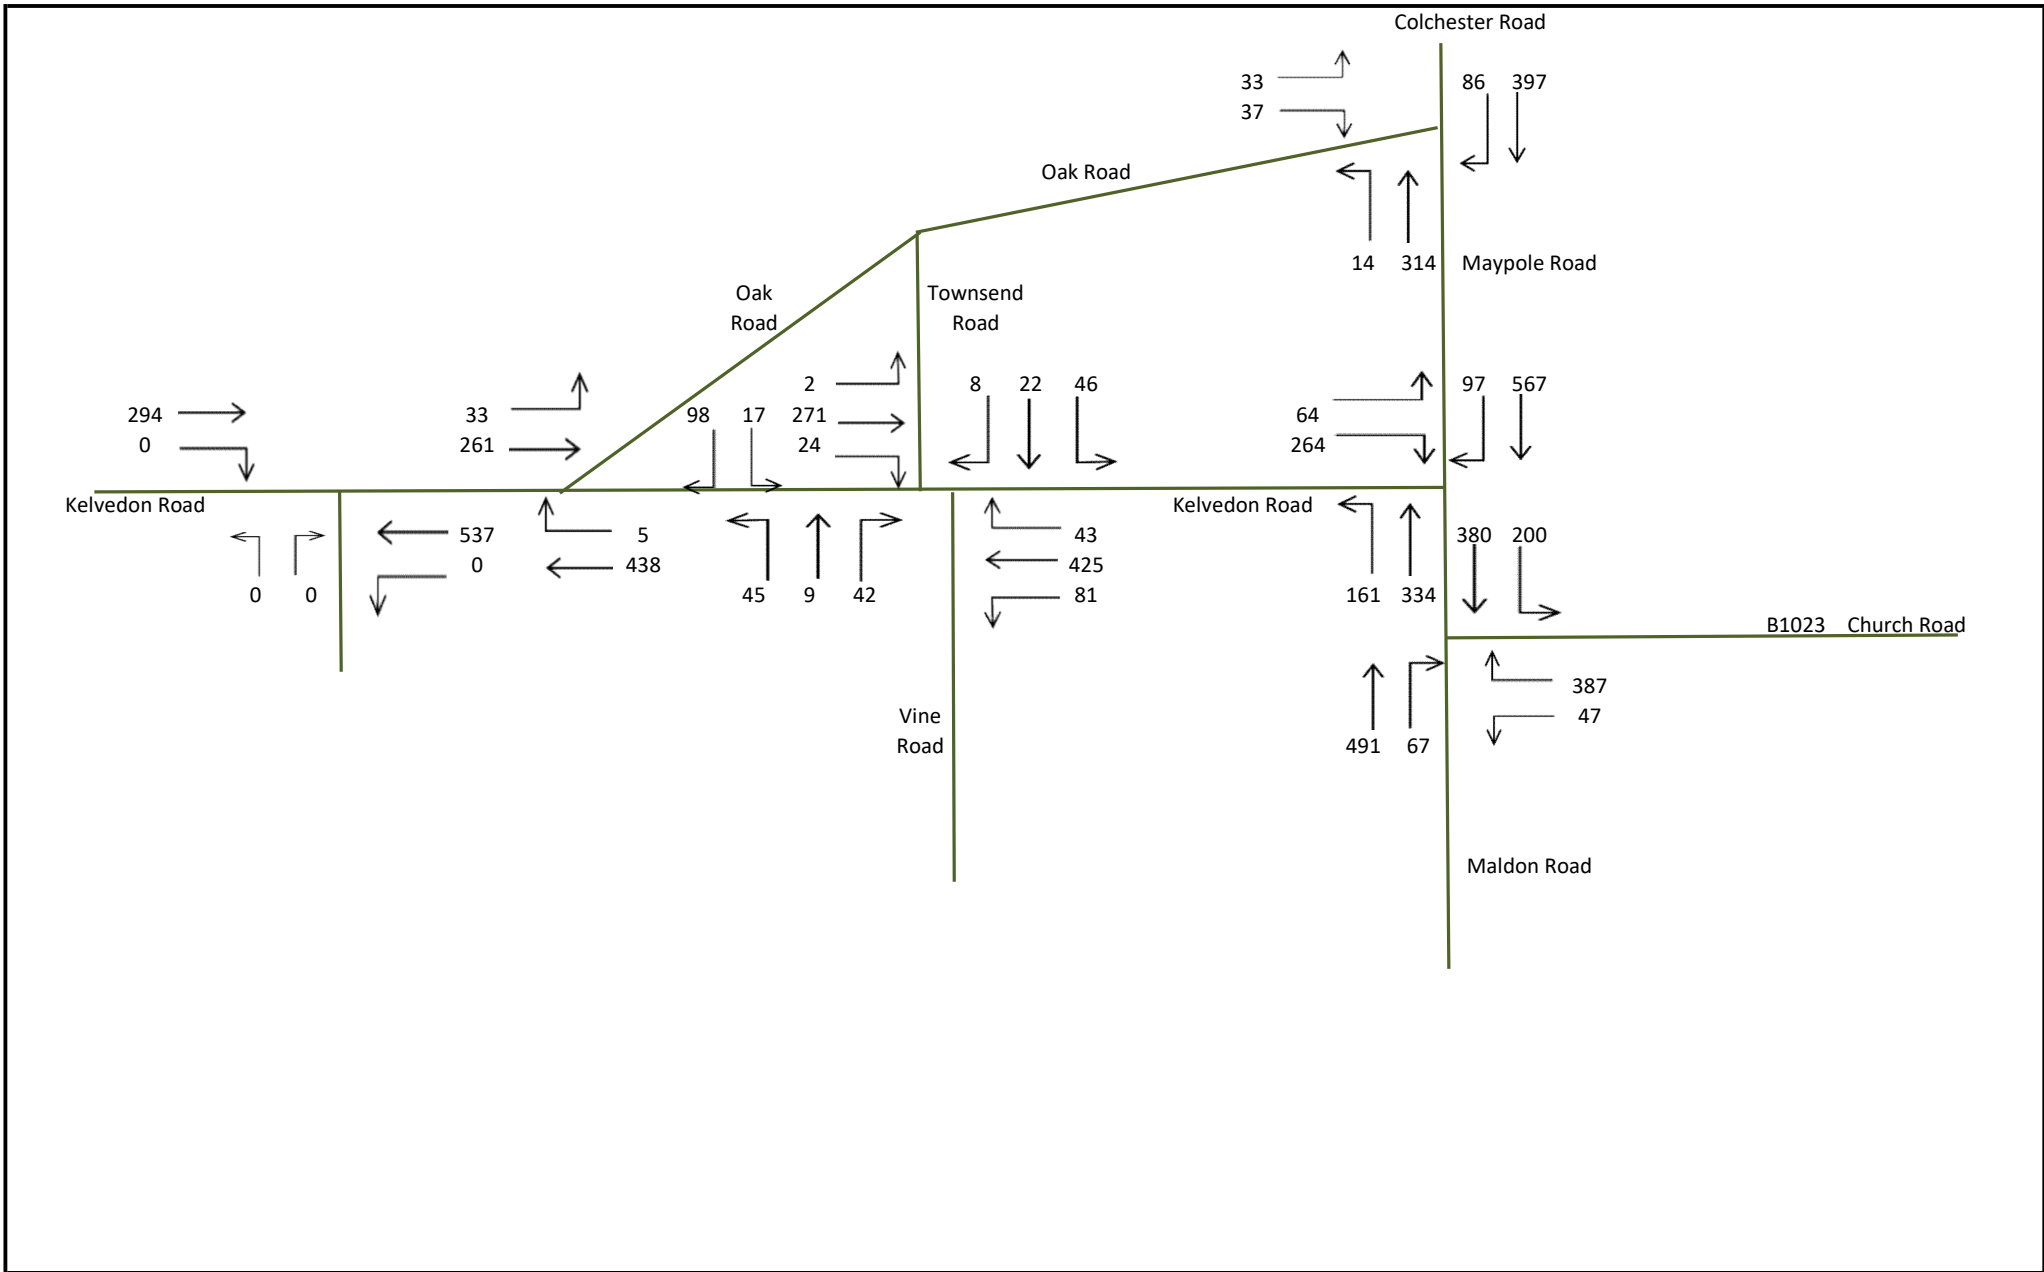 Colchester Road
33 86 397
37
Oak Road
14 314 Maypole Road
Oak Townsend
Road Road
2 8 22 46 97 567
294 33 98 17 271 64
0 261 24 264
Kelvedon Road Kelvedon Road
537 5 43 380 200
0 438 425
0 0 45 9 42 81 161 334
B1023 Church Road
387
Vine 47
Road 491 67
Maldon Road